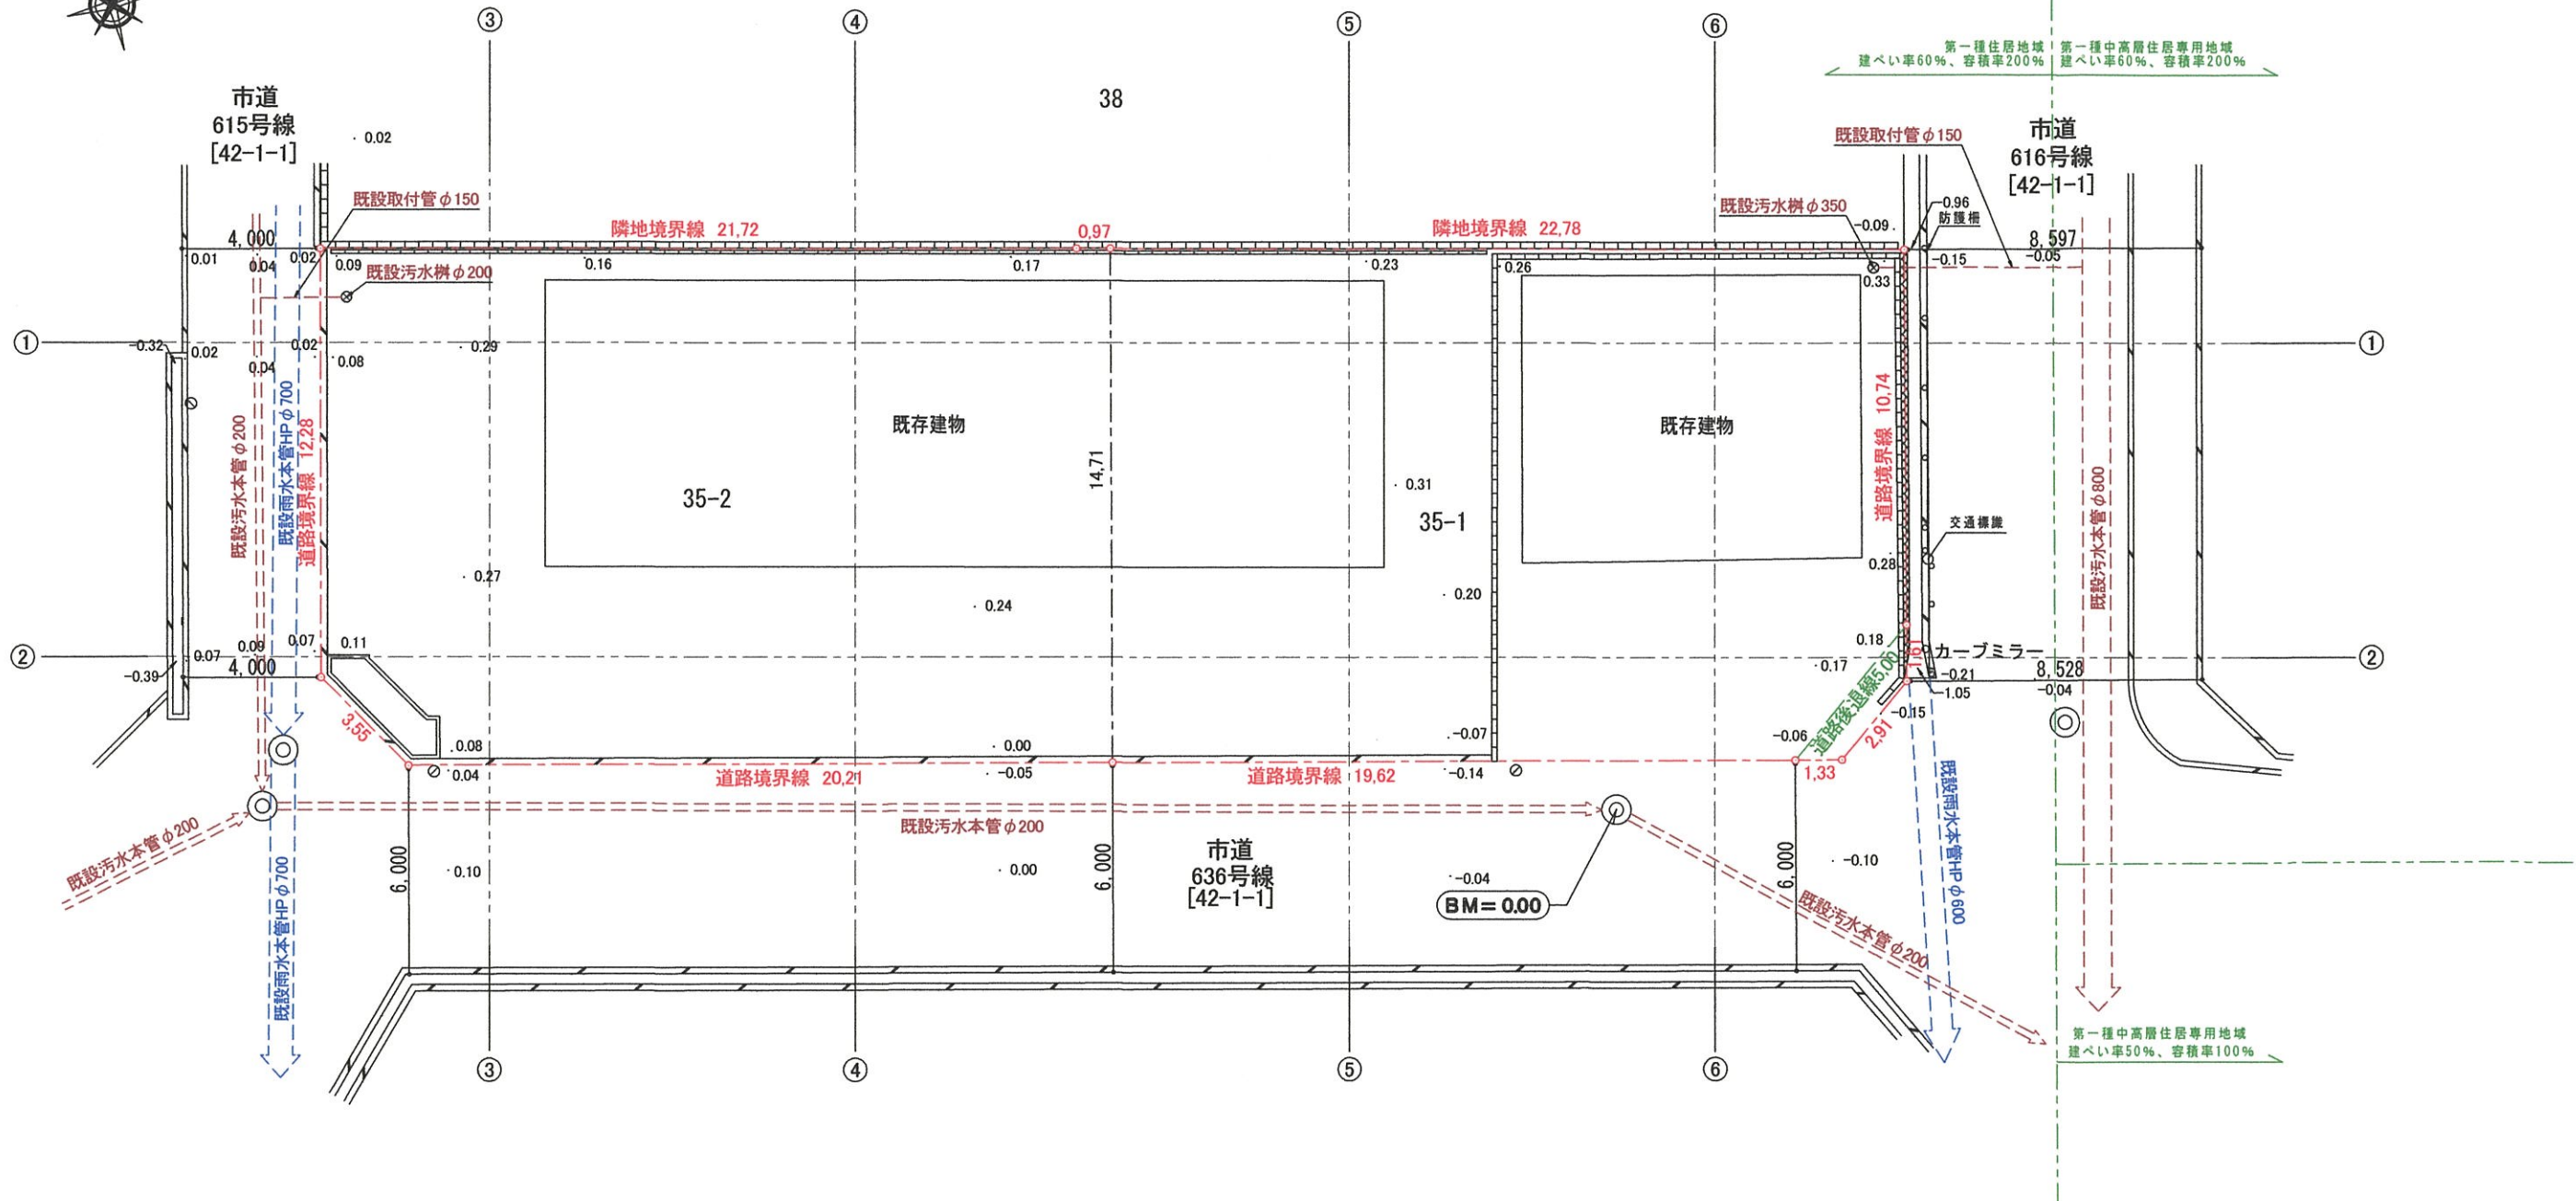 ③
④
⑤
⑥
第一種住居地域
建ぺい率60%、容積率200%
第一種中高層住居専用地域
建ぺい率60%、容積率200%
市道
615号線
[42-1-1]
0.02
38
既設取付管φ150
市道
616号線
[42-1-1]
既設取付管φ150
隣地境界線 21,72
0,97
隣地境界線 22,78
既設汚水桝φ350
-0.09
-0.96
防護柵
4,000
8,597
0.01
0.04
0.02
0.09
既設汚水桝φ200
0.16
0.17
0.23
0.26
0.33
-0.15
-0.05
①
-0.32
0.02
0.04
0.02
0.08
0.29
①
既設汚水本管φ200
既設雨水本管HPφ700
道路境界線 12,28
既存建物
既存建物
道路境界線 10,74
14,71
35-2
0.31
35-1
交通標識
既設汚水本管φ800
0.27
0.24
0.20
0.28
②
-0.39
0.07
0.09
0.07
0.11
4,000
0.18
0.17
道路後退線5,00
1,61
カーブミラー
-0.21
-1.05
8,528
-0.04
②
3,55
0.08
0.04
0.00
-0.05
-0.07
-0.14
-0.06
-0.15
2,91
1,33
道路境界線 20,21
道路境界線 19,62
既設汚水本管φ200
既設汚水本管φ200
既設雨水本管HPφ700
6,000
0.10
0.00
6,000
市道
636号線
[42-1-1]
-0.04
BM=0.00
6,000
-0.10
既設汚水本管φ200
既設雨水本管HPφ600
第一種中高層住居専用地域
建ぺい率50%、容積率100%
③
④
⑤
⑥